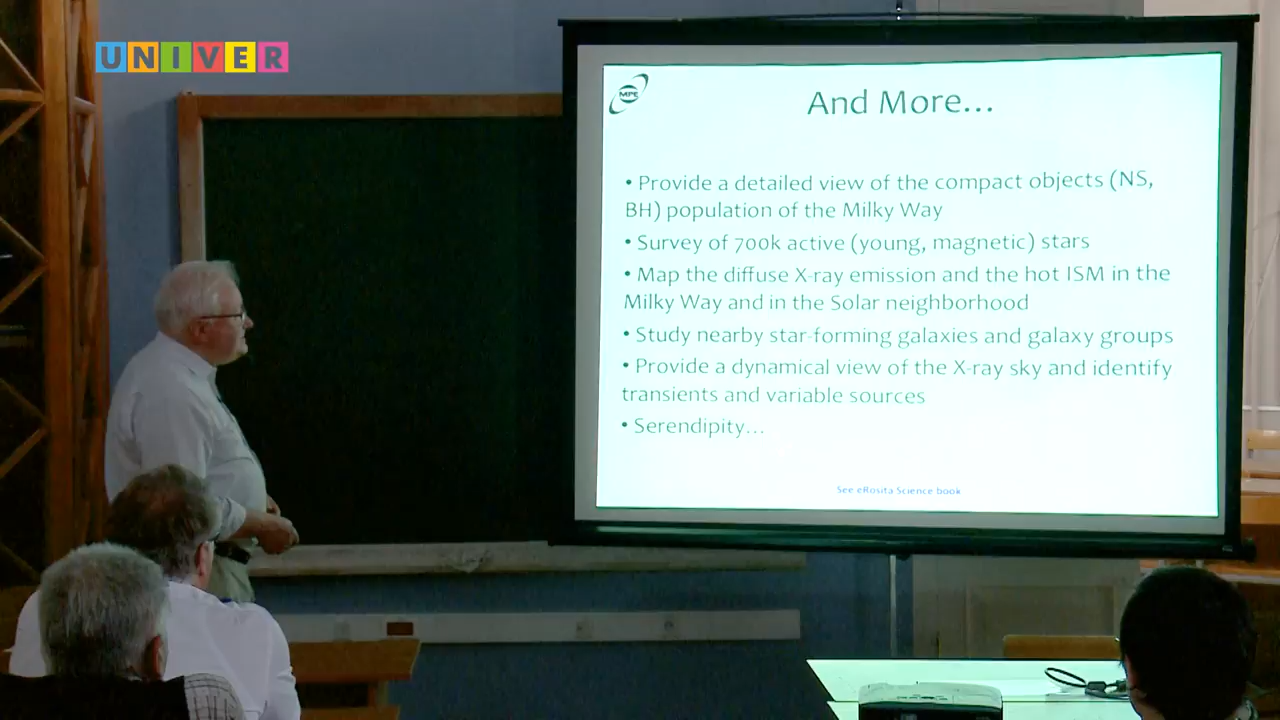 UNIVER
MPE
And More...
• Provide a detailed view of the compact objects (NS,
BH) population of the Milky Way
• Survey of 700k active (young, magnetic) stars
• Map the diffuse X-ray emission and the hot ISM in the
Milky Way and in the Solar neighborhood
• Study nearby star-forming galaxies and galaxy groups
• Provide a dynamical view of the X-ray sky and identify
transients and variable sources
• Serendipity...
See eRosita Science book